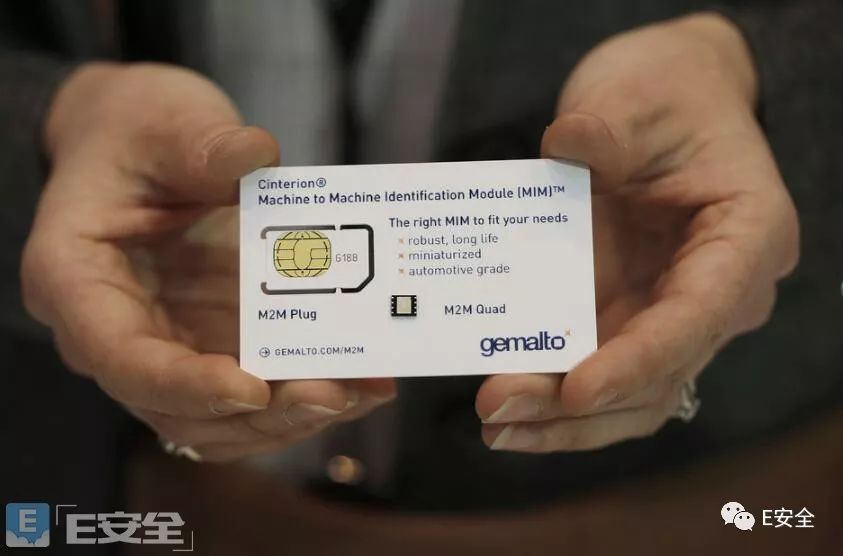 Cinterion®
Machine to Machine Identification Module (MIM)™
The right MIM to fit your needs
× robust, long life
× miniaturized
× automotive grade
G18B
M2M Plug
M2M Quad
GEMALTO.COM/M2M
gemalto
E
E安全
E安全